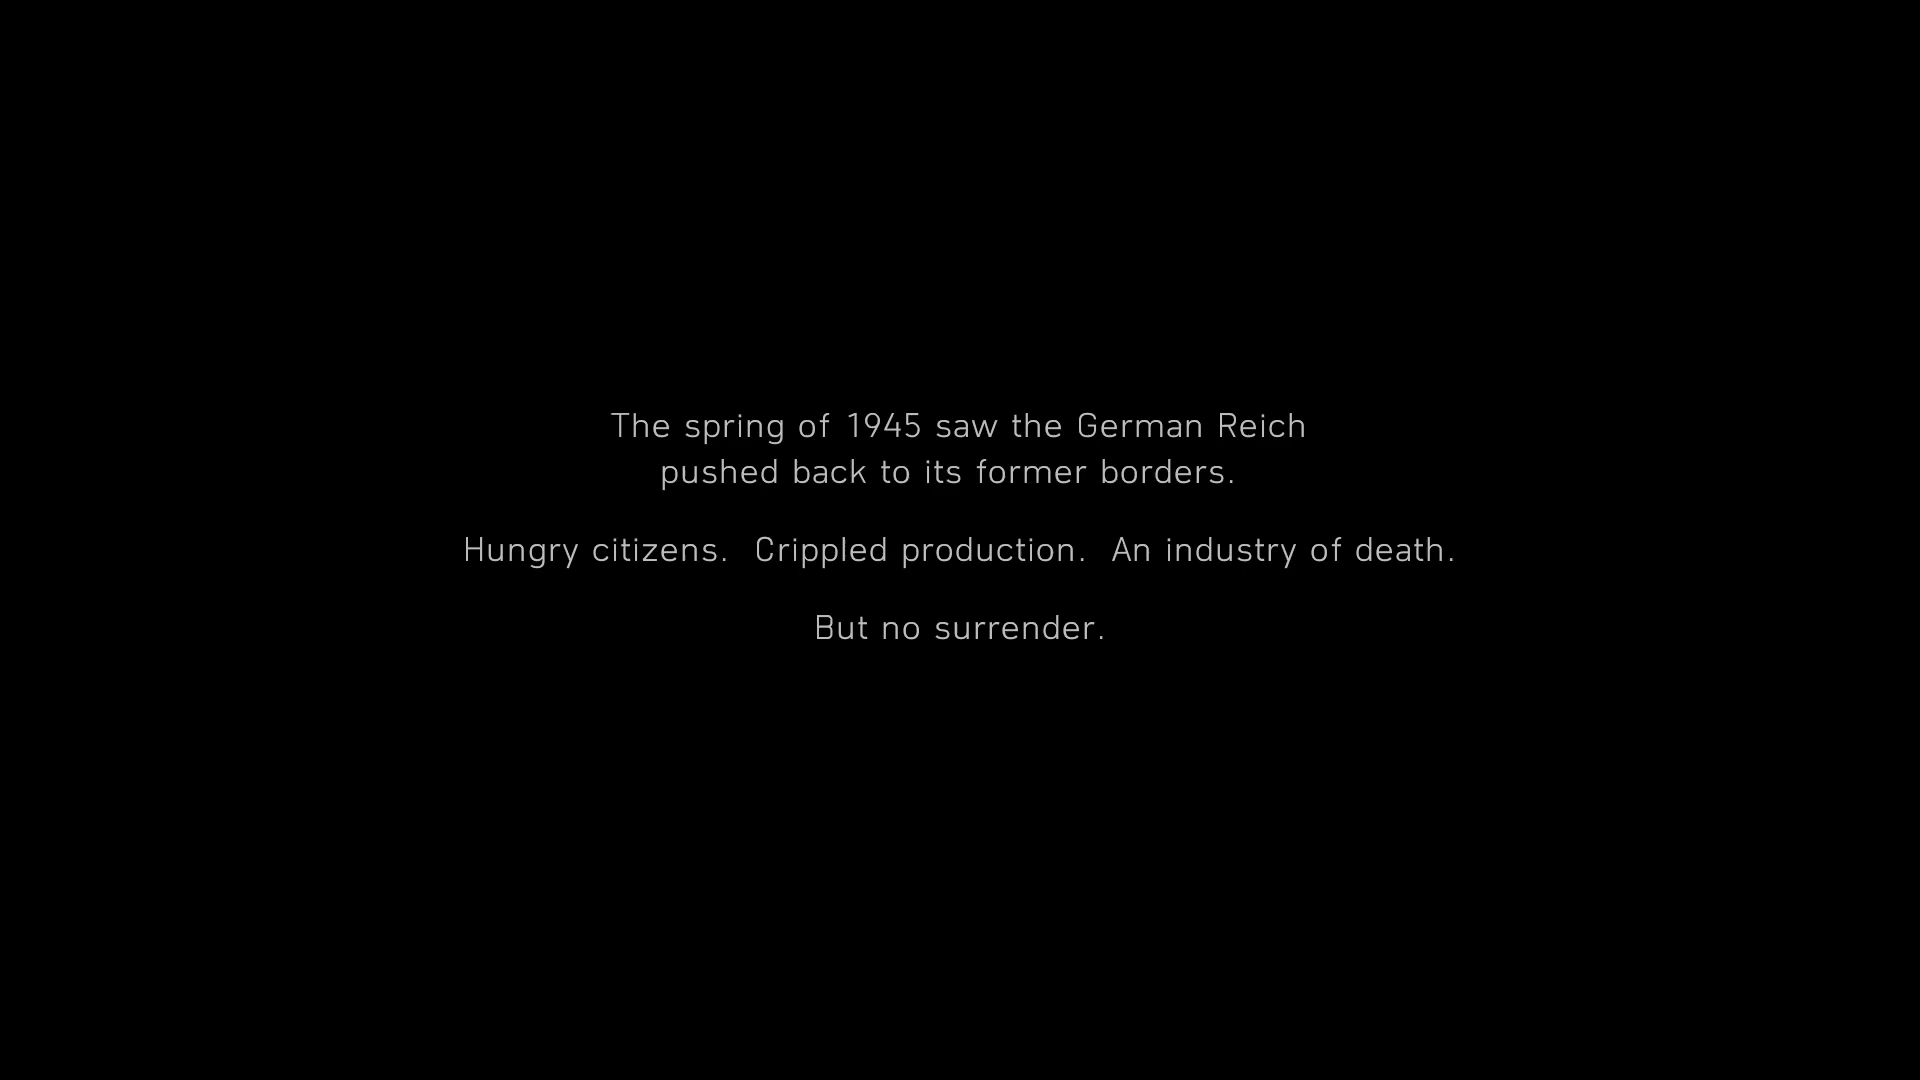 The spring of 1945 saw the German Reich
pushed back to its former borders.
Hungry citizens.  Crippled production.  An industry of death.
But no surrender.